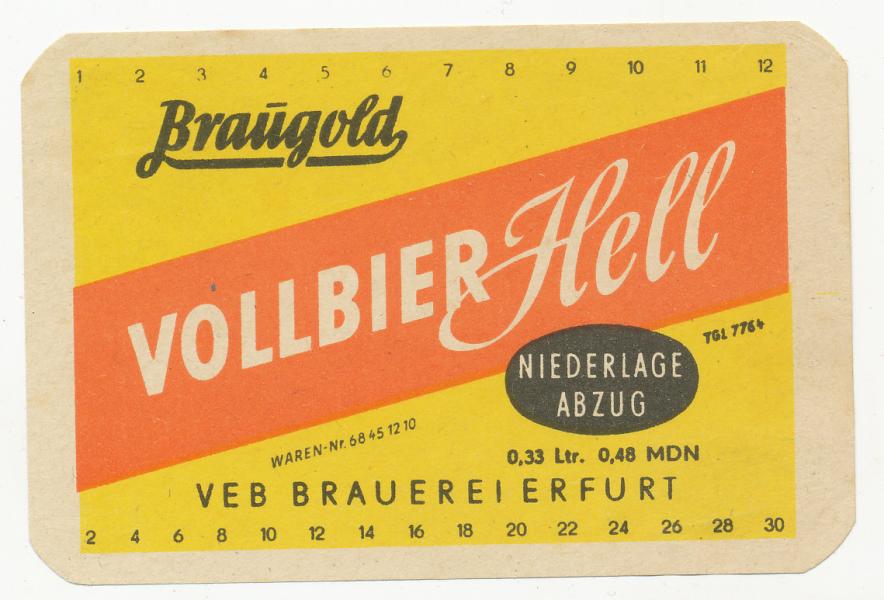 1 2 3 4 5 6 7 8 9 10 11 12
Braūgold
VOLLBIER Hell
TGL 7764
NIEDERLAGE
ABZUG
WAREN-Nr. 68 45 12 10
0,33 Ltr. 0,48 MDN
VEB BRAUEREI ERFURT
2 4 6 8 10 12 14 16 18 20 22 24 26 28 30